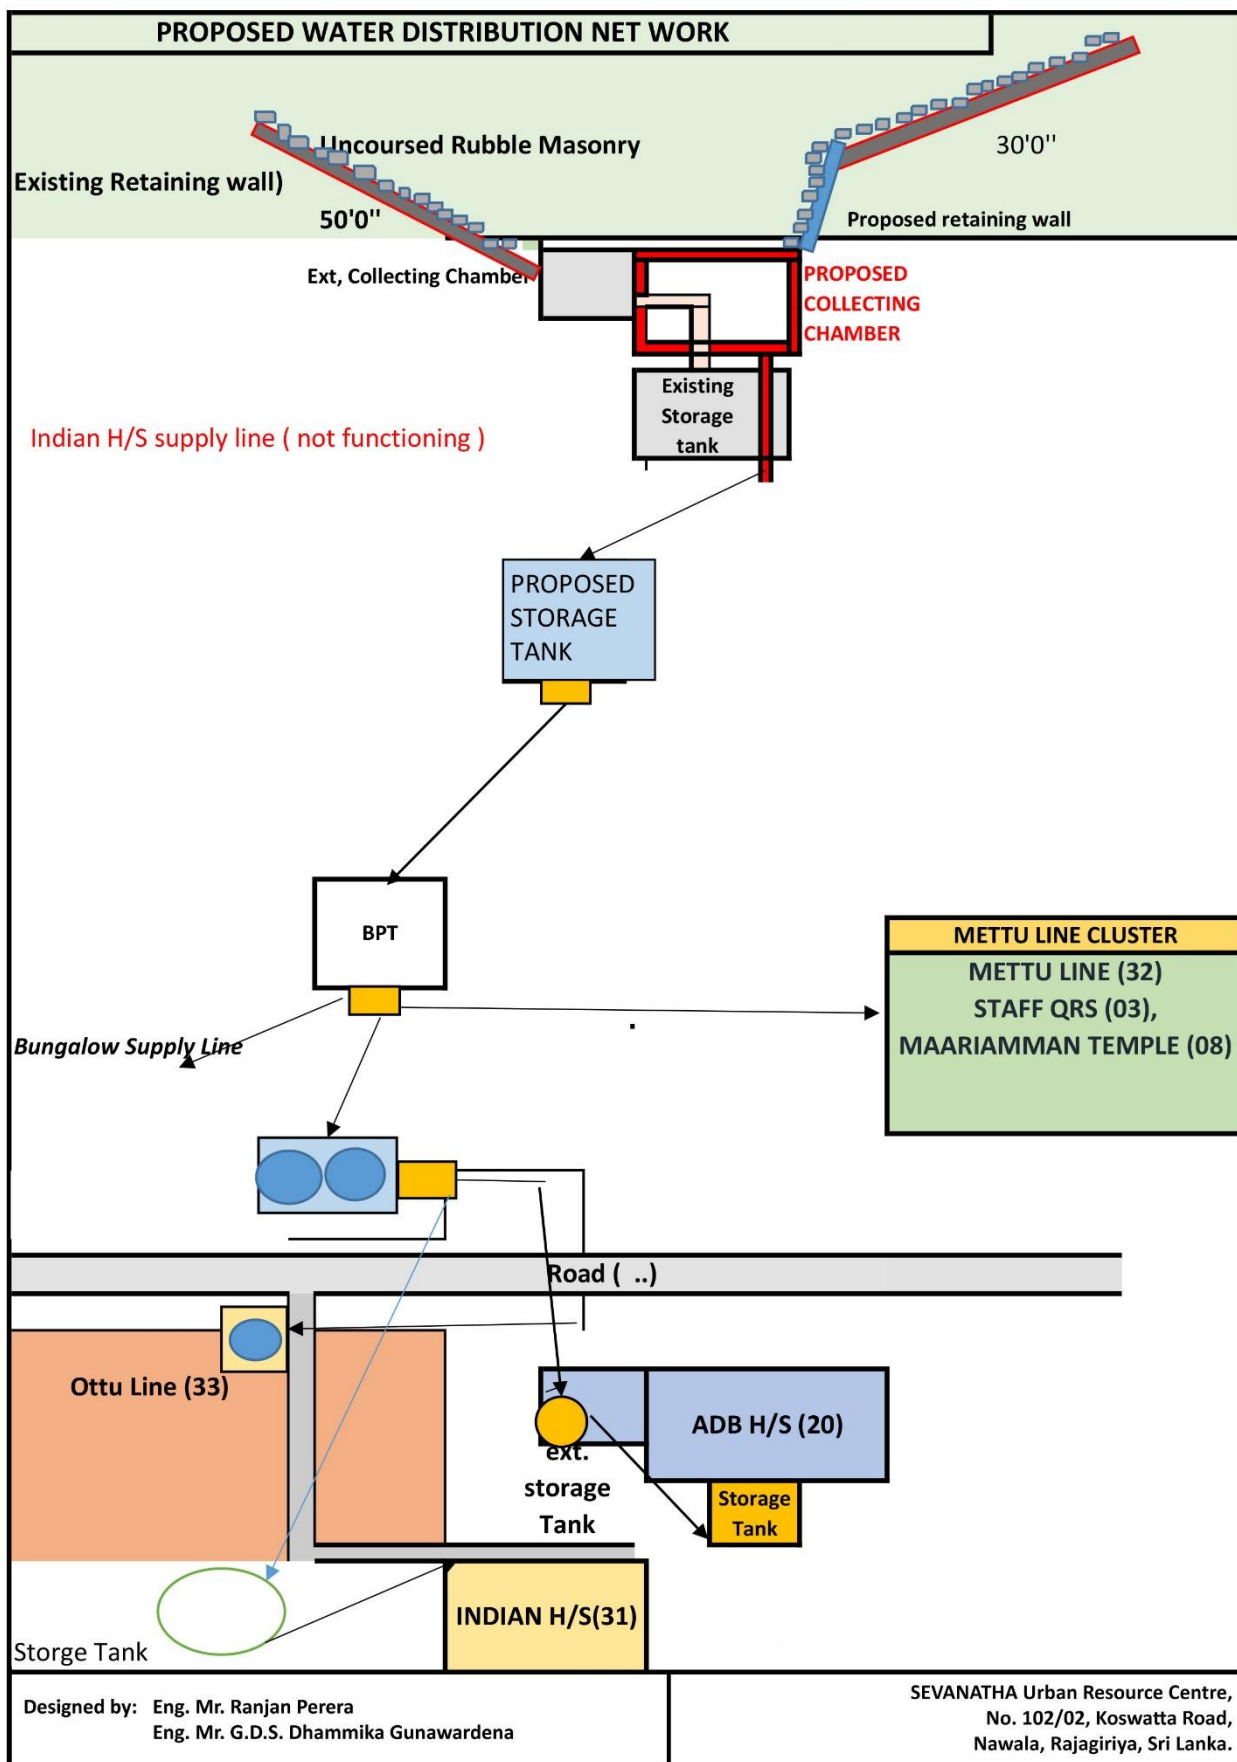 PROPOSED WATER DISTRIBUTION NET WORK
Uncoursed Rubble Masonry
30'0"
Existing Retaining wall)
50'0"
Proposed retaining wall
Ext, Collecting Chamber
PROPOSED
COLLECTING
CHAMBER
Existing
Storage
tank
Indian H/S supply line ( not functioning )
PROPOSED
STORAGE
TANK
BPT
METTU LINE CLUSTER
METTU LINE (32)
STAFF QRS (03),
MAARIAMMAN TEMPLE (08)
.
Bungalow Supply Line
Road ( ..)
Ottu Line (33)
ADB H/S (20)
ext.
storage
Tank
Storage
Tank
INDIAN H/S(31)
Storge Tank
Designed by: Eng. Mr. Ranjan Perera
Eng. Mr. G.D.S. Dhammika Gunawardena
SEVANATHA Urban Resource Centre,
No. 102/02, Koswatta Road,
Nawala, Rajagiriya, Sri Lanka.